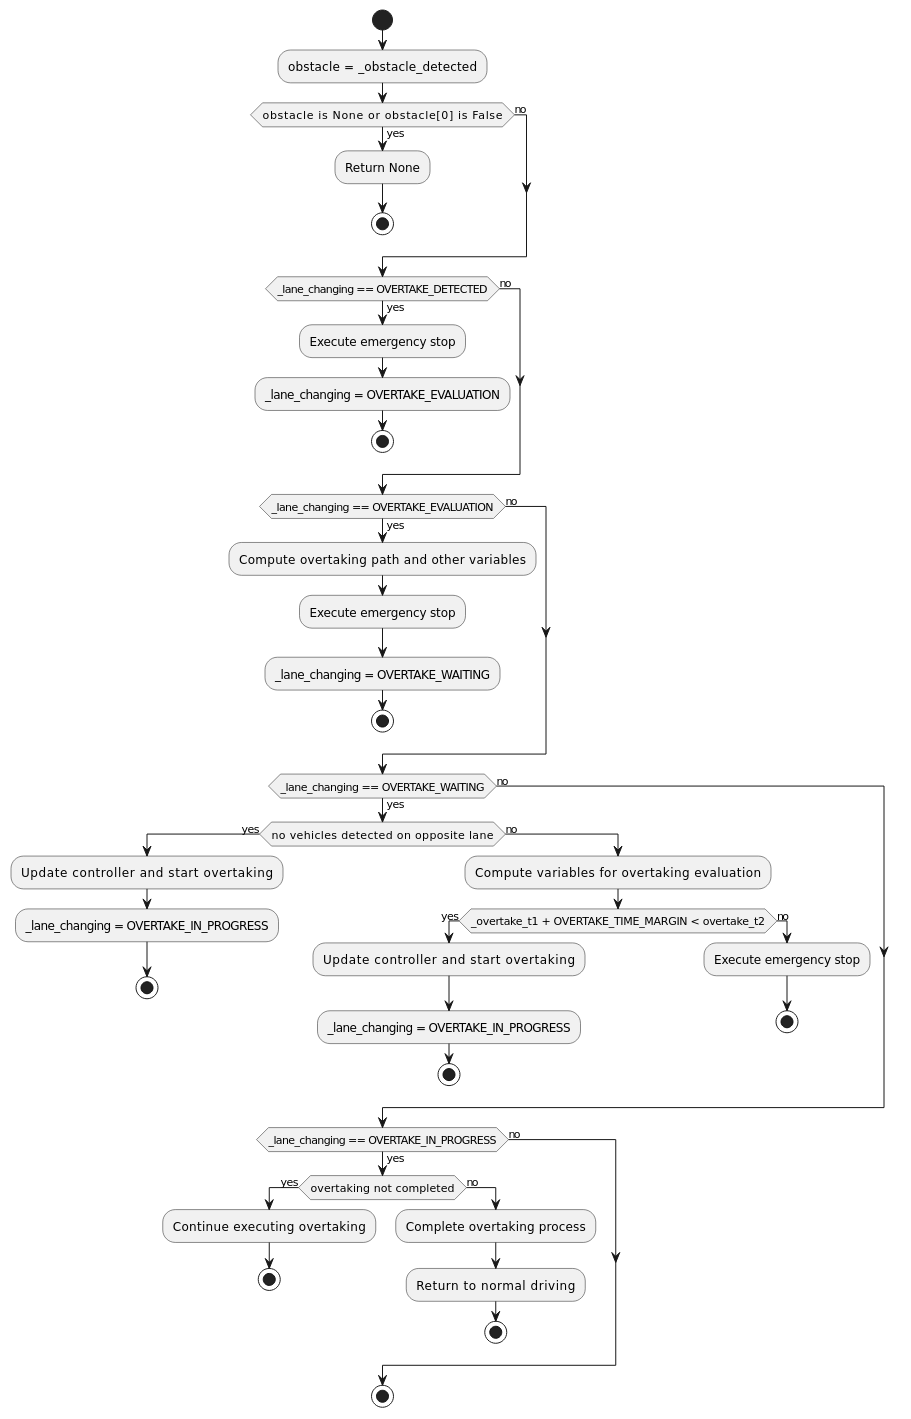 obstacle = _obstacle_detected
obstacle is None or obstacle[0] is False
no
yes
Return None
_lane_changing == OVERTAKE_DETECTED
no
yes
Execute emergency stop
_lane_changing = OVERTAKE_EVALUATION
_lane_changing == OVERTAKE_EVALUATION
no
yes
Compute overtaking path and other variables
Execute emergency stop
_lane_changing = OVERTAKE_WAITING
_lane_changing == OVERTAKE_WAITING
no
yes
yes
no vehicles detected on opposite lane
no
Update controller and start overtaking
_lane_changing = OVERTAKE_IN_PROGRESS
Compute variables for overtaking evaluation
yes
_overtake_t1 + OVERTAKE_TIME_MARGIN < overtake_t2
no
Update controller and start overtaking
_lane_changing = OVERTAKE_IN_PROGRESS
Execute emergency stop
_lane_changing == OVERTAKE_IN_PROGRESS
no
yes
yes
overtaking not completed
no
Continue executing overtaking
Complete overtaking process
Return to normal driving